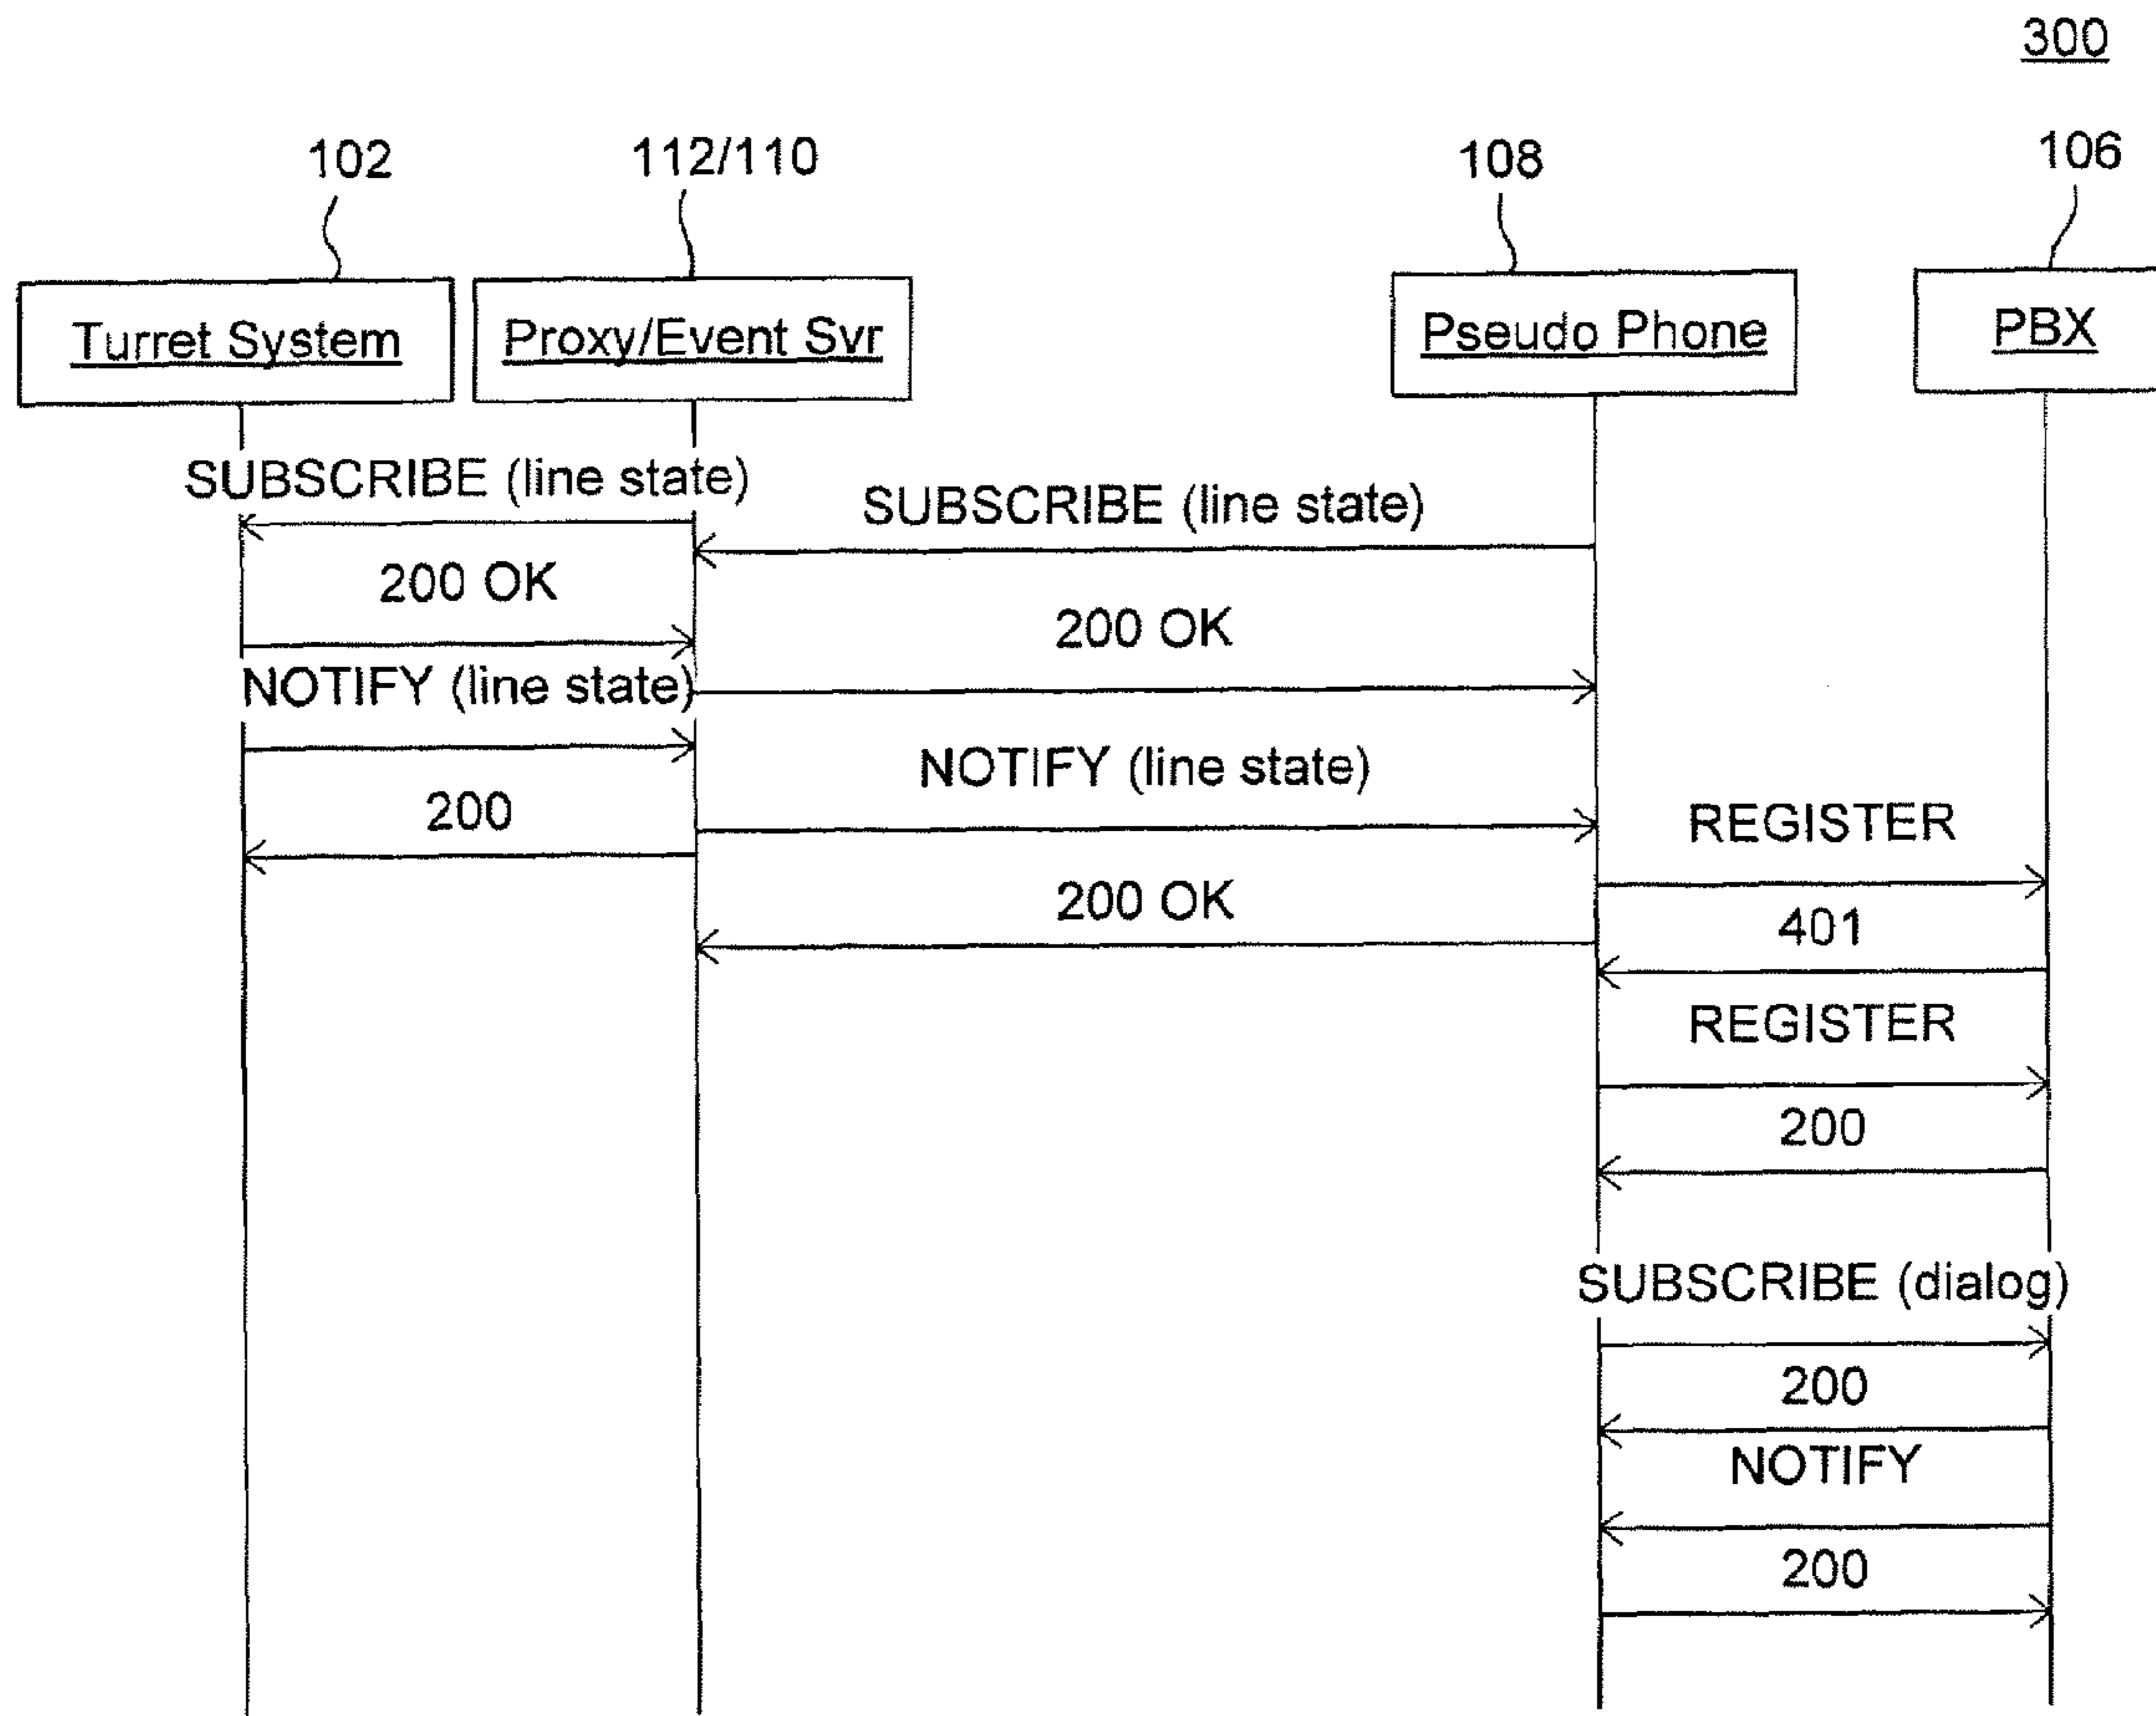 300
102
112/110
108
106
Turret System
Proxy/Event Svr
Pseudo Phone
PBX
SUBSCRIBE (line state)
SUBSCRIBE (line state)
200 OK
200 OK
NOTIFY (line state)
NOTIFY (line state)
200
REGISTER
200 OK
401
REGISTER
200
SUBSCRIBE (dialog)
200
NOTIFY
200